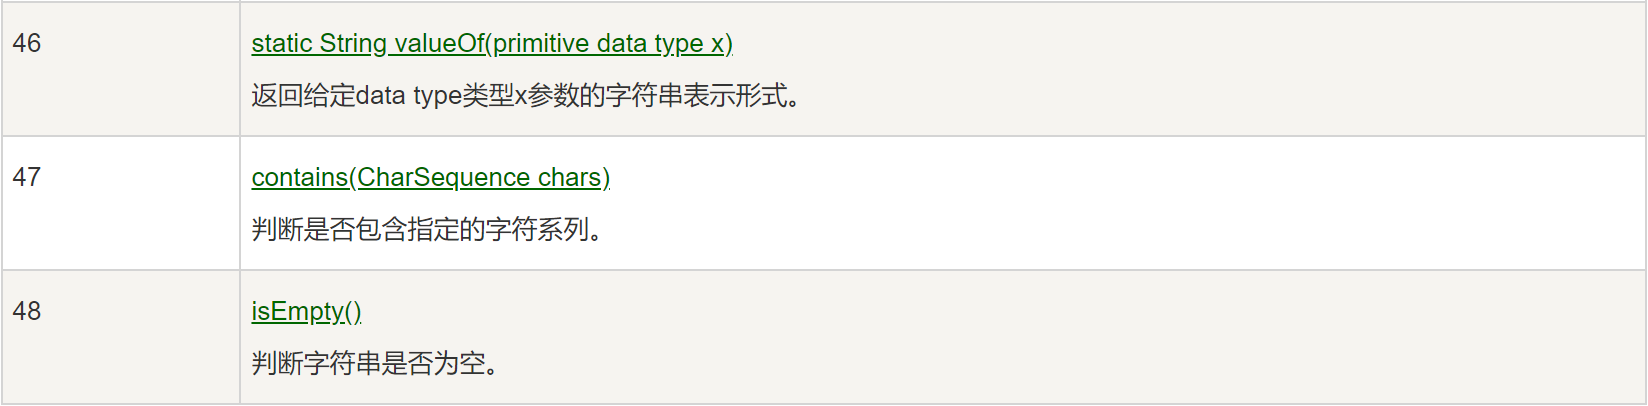 46
static String valueOf(primitive data type x)
返回给定data type类型x参数的字符串表示形式。
47
contains(CharSequence chars)
判断是否包含指定的字符系列。
48
isEmpty()
判断字符串是否为空。